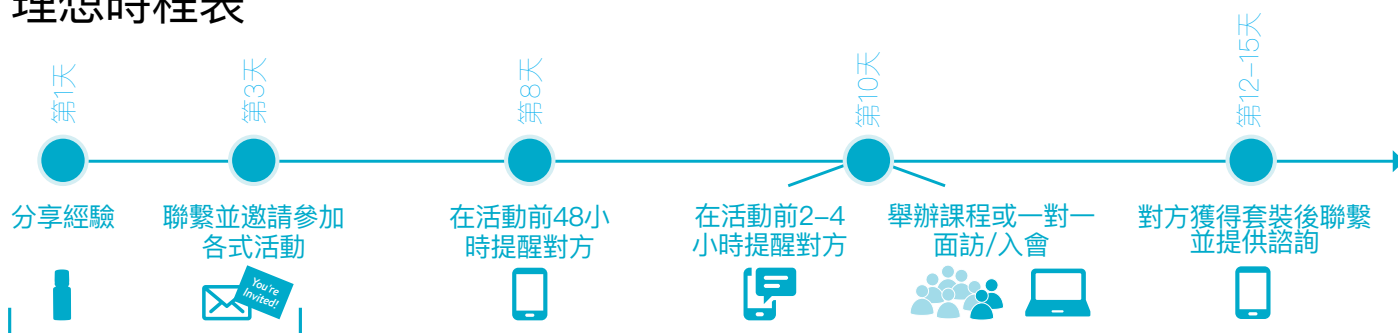 理想時程表
第1天
第3天
第8天
第10天
第12–15天
分享經驗
聯繫並邀請參加
各式活動
在活動前48小
時提醒對方
在活動前2–4
小時提醒對方
舉辦課程或一對一
面訪/入會
對方獲得套裝後聯繫
並提供諮詢
You're
Invited!